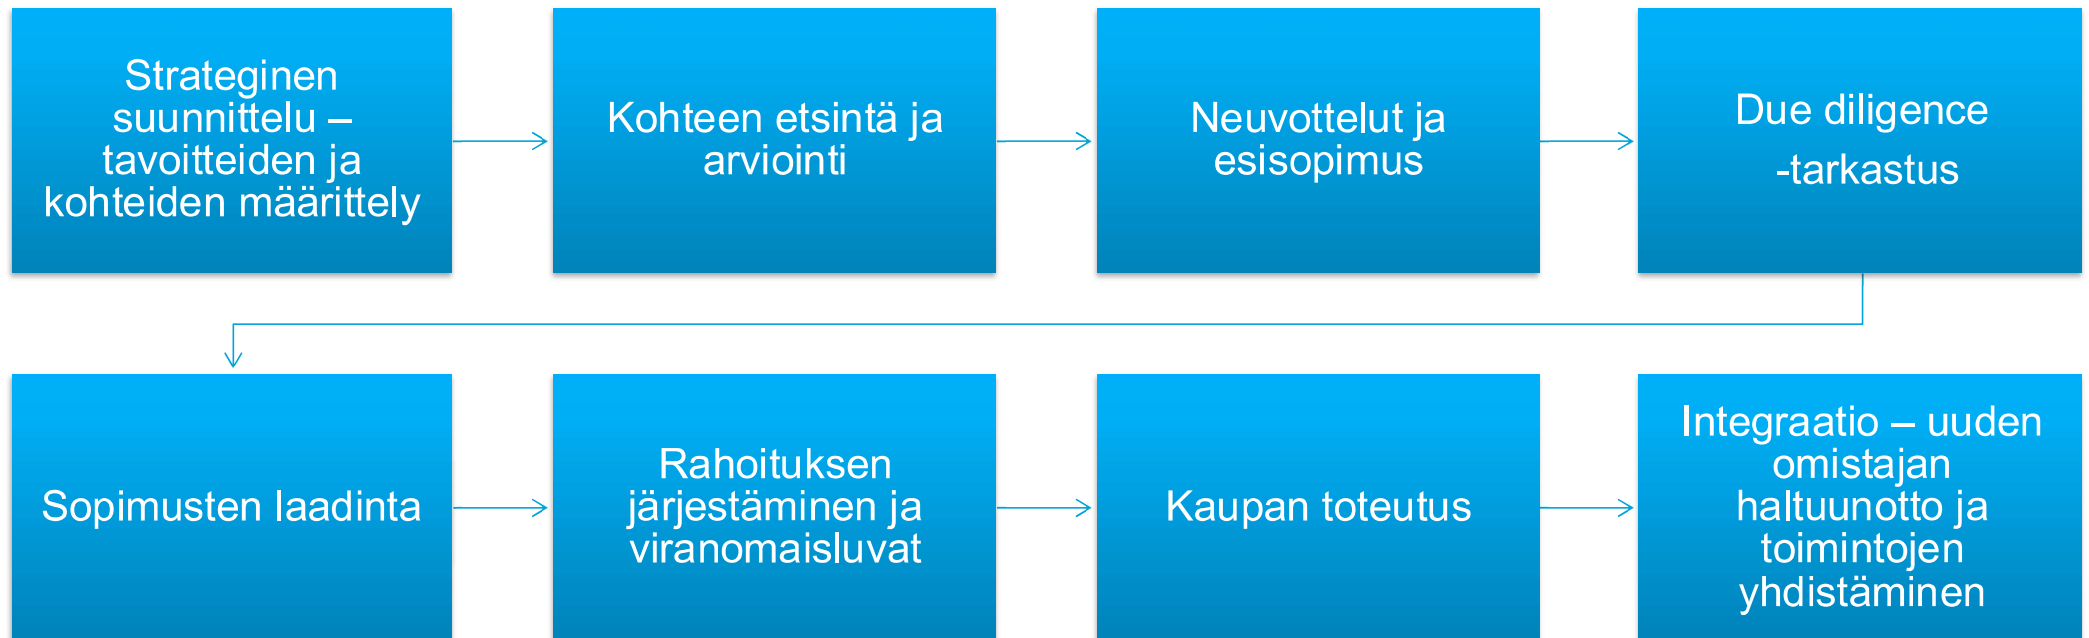 Strateginen
suunnittelu –
tavoitteiden ja
kohteiden määrittely
Kohteen etsintä ja
arviointi
Neuvottelut ja
esisopimus
Due diligence
-tarkastus
Sopimusten laadinta
Rahoituksen
järjestäminen ja
viranomaisluvat
Kaupan toteutus
Integraatio – uuden
omistajan
haltuunotto ja
toimintojen
yhdistäminen